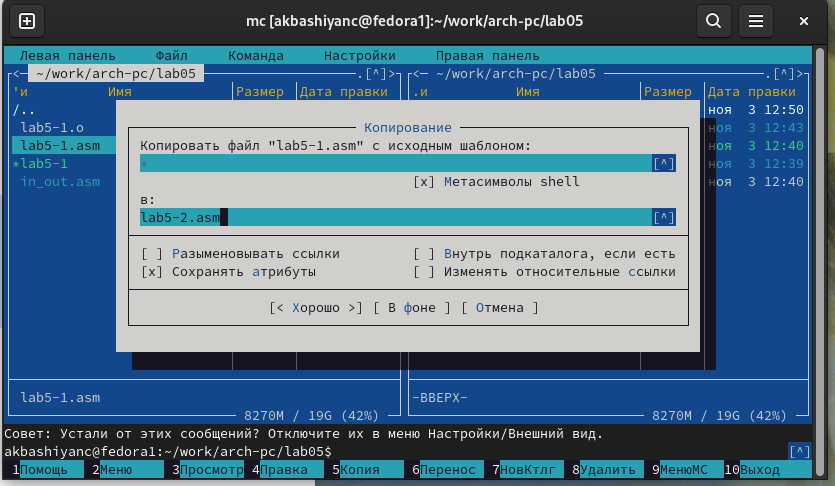 mc [akbashiyanc@fedora1]:~/work/arch-pc/lab05
Левая панель Файл Команда Настройки Правая панель
<─ ~/work/arch-pc/lab05 ─.[^]> <─ ~/work/arch-pc/lab05 ─.[^]>
'и Имя Размер Дата правки .и Имя Размер Дата правки
/.. ноя 3 12:50
lab5-1.o ноя 3 12:43
lab5-1.asm ноя 3 12:40
*lab5-1 ноя 3 12:39
in_out.asm ноя 3 12:40
Копирование
Копировать файл "lab5-1.asm" с исходным шаблоном:
* [^]
[x] Метасимволы shell
в:
lab5-2.asm [^]
[ ] Разыменовывать ссылки [ ] Внутрь подкаталога, если есть
[x] Сохранять атрибуты [ ] Изменять относительные ссылки
[< Хорошо >] [ В фоне ] [ Отмена ]
lab5-1.asm -ВВЕРХ-
8270M / 19G (42%) 8270M / 19G (42%)
Совет: Устали от этих сообщений? Отключите их в меню Настройки/Внешний вид.
akbashiyanc@fedora1:~/work/arch-pc/lab05$ [^]
1Помощь 2Меню 3Просмотр 4Правка 5Копия 6Перенос 7НовКтлг 8Удалить 9МенюMC 10Выход